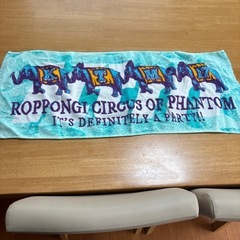 ROPPONGI CIRCUS OF PHANTOM
IT'S DEFINITELY A PARTY!!!